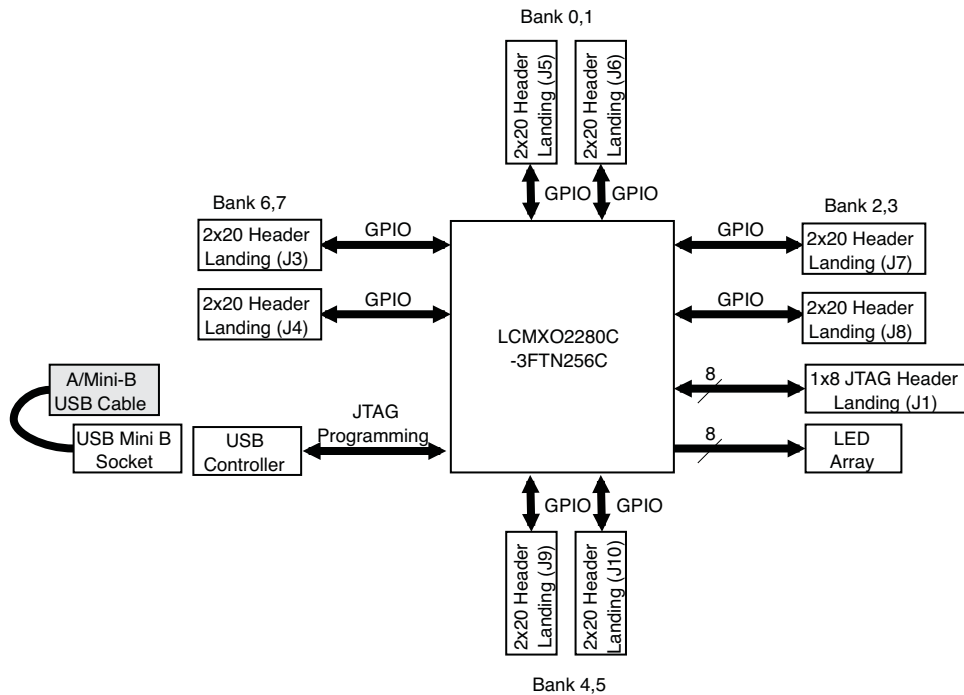 Bank 0,1
2x20 Header
Landing (J5)
2x20 Header
Landing (J6)
GPIO
GPIO
Bank 6,7
2x20 Header
Landing (J3)
GPIO
2x20 Header
Landing (J4)
GPIO
Bank 2,3
GPIO
2x20 Header
Landing (J7)
GPIO
2x20 Header
Landing (J8)
LCMXO2280C
-3FTN256C
8
1x8 JTAG Header
Landing (J1)
8
LED
Array
A/Mini-B
USB Cable
USB Mini B
Socket
USB
Controller
JTAG
Programming
GPIO
GPIO
2x20 Header
Landing (J9)
2x20 Header
Landing (J10)
Bank 4,5